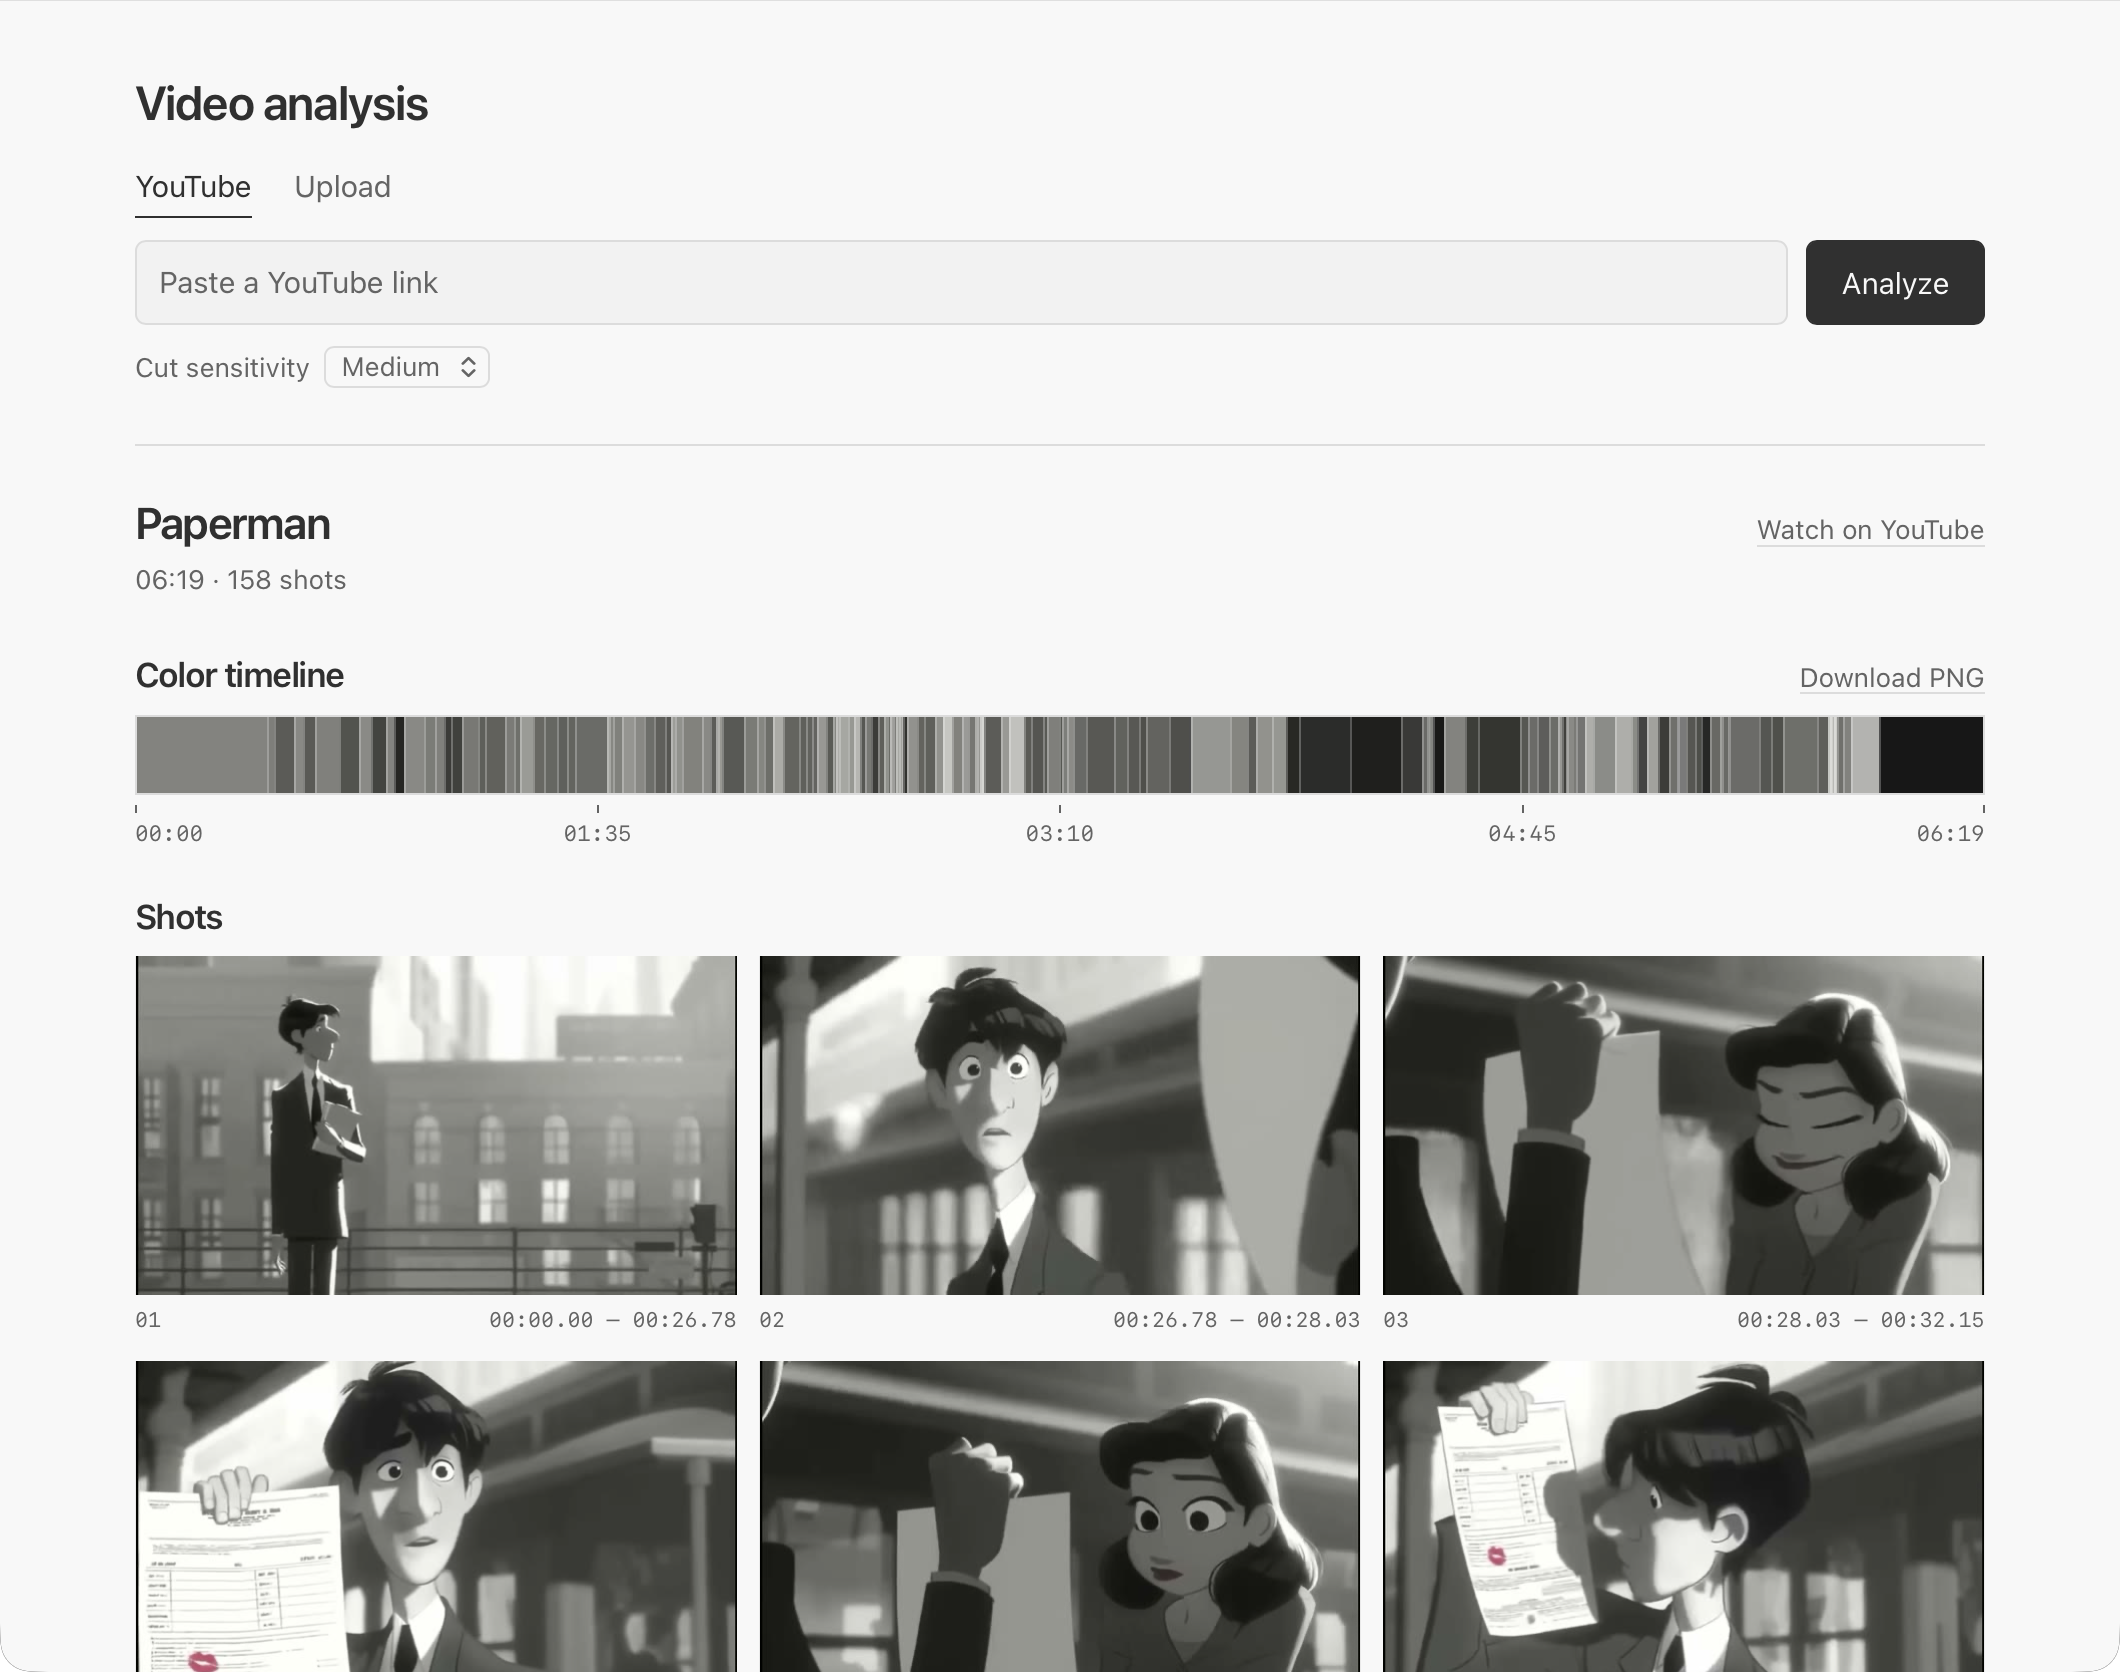 Video analysis
YouTube Upload
Paste a YouTube link Analyze
Cut sensitivity Medium
Paperman Watch on YouTube
06:19 · 158 shots
Color timeline Download PNG
00:00 01:35 03:10 04:45 06:19
Shots
01 00:00.00 — 00:26.78 02 00:26.78 — 00:28.03 03 00:28.03 — 00:32.15